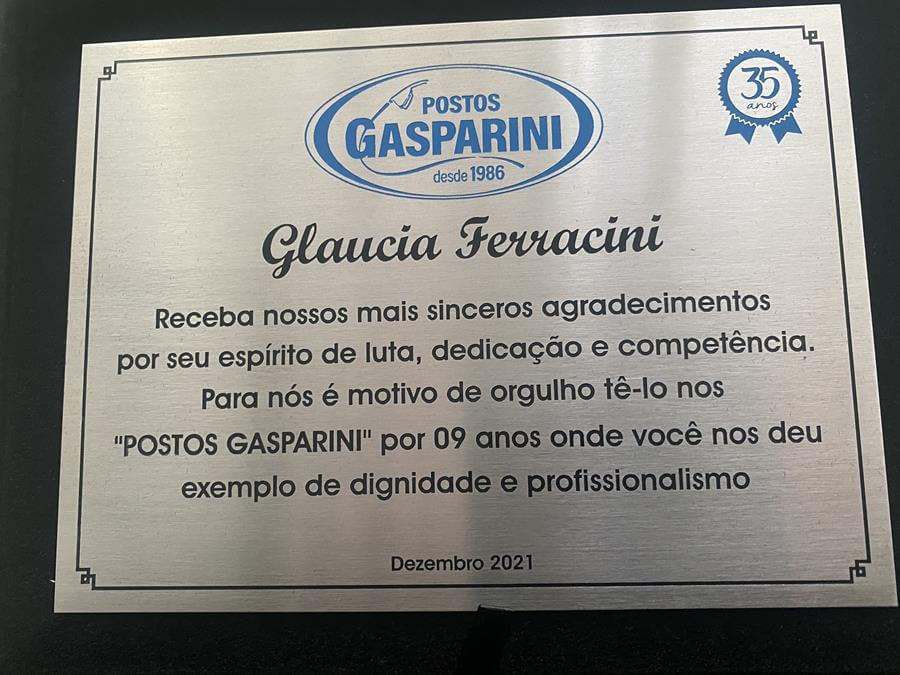 POSTOS
GASPARINI
desde 1986
35
anos
Glaucia Ferracini
Receba nossos mais sinceros agradecimentos
por seu espírito de luta, dedicação e competência.
Para nós é motivo de orgulho tê-lo nos
"POSTOS GASPARINI" por 09 anos onde você nos deu
exemplo de dignidade e profissionalismo
Dezembro 2021